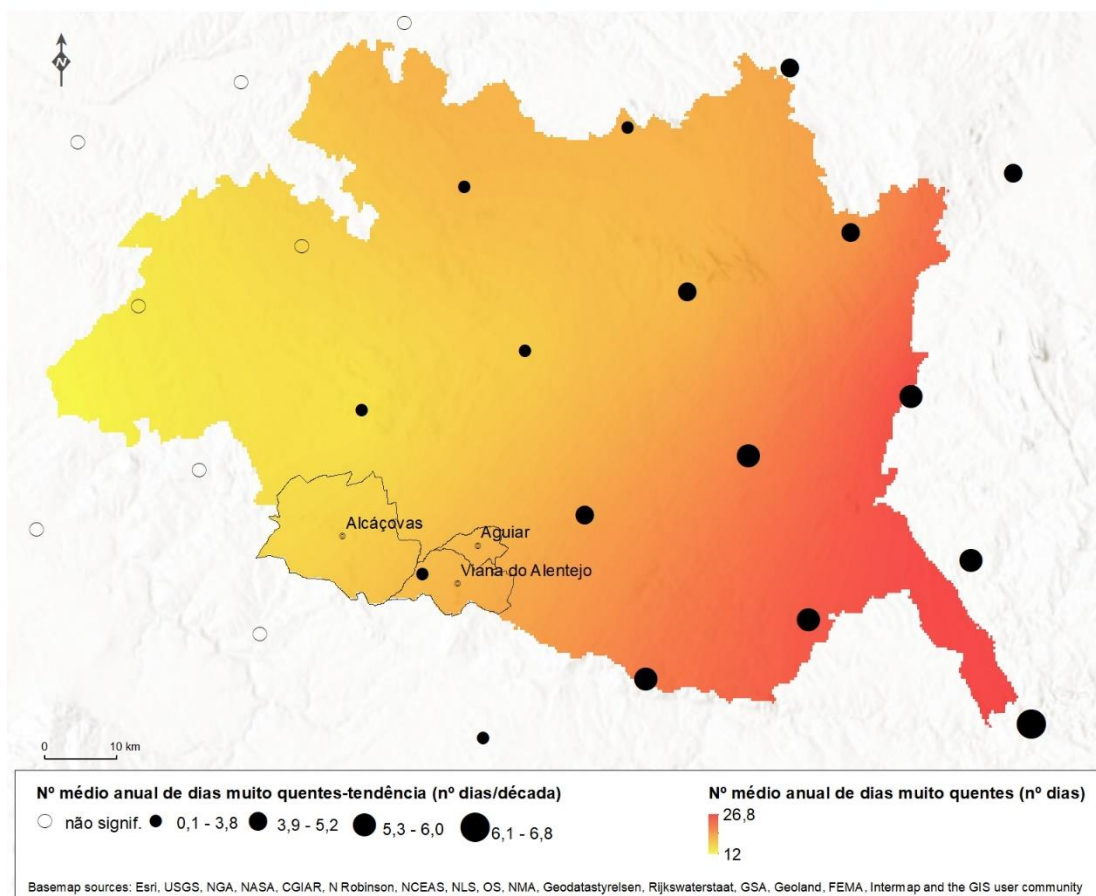 N
Alcáçovas
Aguiar
Viana do Alentejo
0 10 km
Nº médio anual de dias muito quentes-tendência (nº dias/década)
não signif. 0,1 - 3,8 3,9 - 5,2 5,3 - 6,0 6,1 - 6,8
Nº médio anual de dias muito quentes (nº dias)
26,8
12
Basemap sources: Esri, USGS, NGA, NASA, CGIAR, N Robinson, NCEAS, NLS, OS, NMA, Geodatastyrelsen, Rijkswaterstaat, GSA, Geoland, FEMA, Intermap and the GIS user community